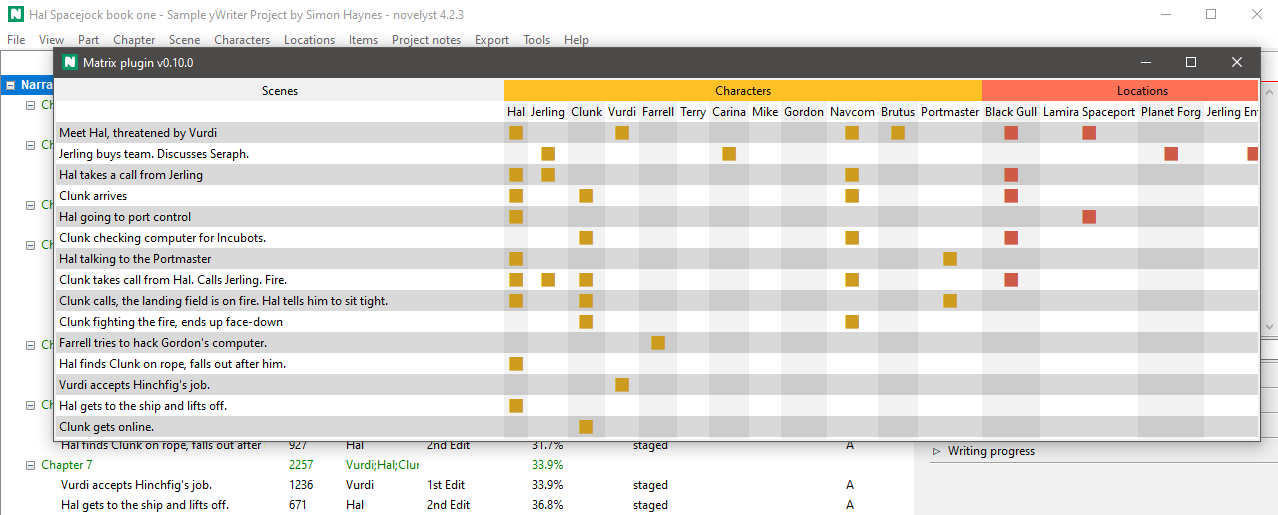 Hal Spacejock book one - Sample yWriter Project by Simon Haynes - novelyst 4.2.3
File View Part Chapter Scene Characters Locations Items Project notes Export Tools Help
Matrix plugin v0.10.0
Narra
Scenes Characters Locations
Hal Jerling Clunk Vurdi Farrell Terry Carina Mike Gordon Navcom Brutus Portmaster Black Gull Lamira Spaceport Planet Forg Jerling En
Meet Hal, threatened by Vurdi
Jerling buys team. Discusses Seraph.
Hal takes a call from Jerling
Clunk arrives
Hal going to port control
Clunk checking computer for Incubots.
Hal talking to the Portmaster
Clunk takes call from Hal. Calls Jerling. Fire.
Clunk calls, the landing field is on fire. Hal tells him to sit tight.
Clunk fighting the fire, ends up face-down
Farrell tries to hack Gordon's computer.
Hal finds Clunk on rope, falls out after him.
Vurdi accepts Hinchfig's job.
Hal gets to the ship and lifts off.
Clunk gets online.
Hal finds Clunk on rope, falls out after 927 Hal 2nd Edit 31.7% staged A
Writing progress
Chapter 7 2257 Vurdi;Hal;Clur 33.9%
Vurdi accepts Hinchfig's job. 1236 Vurdi 1st Edit 33.9% staged A
Hal gets to the ship and lifts off. 671 Hal 2nd Edit 36.8% staged A